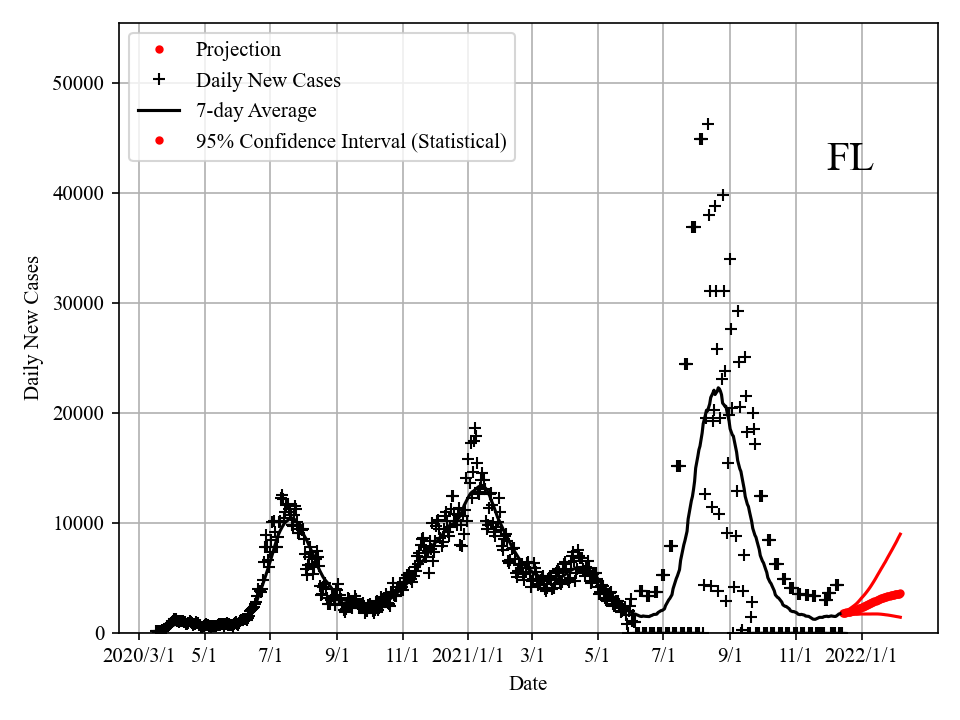 Projection
Daily New Cases
7-day Average
95% Confidence Interval (Statistical)
FL
50000
40000
30000
20000
10000
0
Daily New Cases
2020/3/1 5/1 7/1 9/1 11/1 2021/1/1 3/1 5/1 7/1 9/1 11/1 2022/1/1
Date